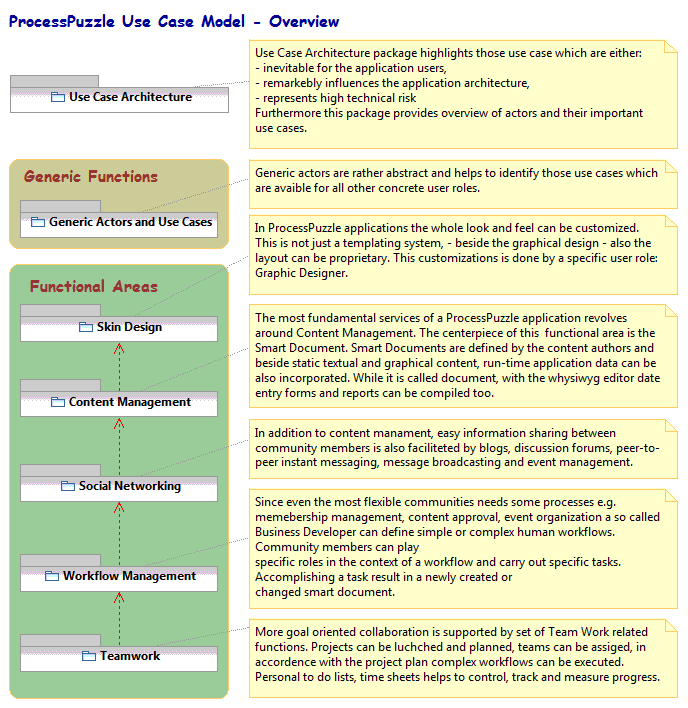 ProcessPuzzle Use Case Model - Overview
Use Case Architecture
Use Case Architecture package highlights those use case which are either:
- inevitable for the application users,
- remarkebly influences the application architecture,
- represents high technical risk
Furthermore this package provides overview of actors and their important
use cases.
Generic Functions
Generic Actors and Use Cases
Generic actors are rather abstract and helps to identify those use cases which
are avaible for all other concrete user roles.
In ProcessPuzzle applications the whole look and feel can be customized.
This is not just a templating system, - beside the graphical design - also the
layout can be proprietary. This customizations is done by a specific user role:
Graphic Designer.
Functional Areas
Skin Design
The most fundamental services of a ProcessPuzzle application revolves
around Content Management. The centerpiece of this  functional area is the
Smart Document. Smart Documents are defined by the content authors and
beside static textual and graphical content, run-time application data can be
also incorporated. While it is called document, with the whysiwyg editor date
entry forms and reports can be compiled too.
Content Management
In addition to content manament, easy information sharing between
community members is also faciliteted by blogs, discussion forums, peer-to-
peer instant messaging, message broadcasting and event management.
Social Networking
Since even the most flexible communities needs some processes e.g.
memebership management, content approval, event organization a so called
Business Developer can define simple or complex human workflows.
Community members can play
specific roles in the context of a workflow and carry out specific tasks.
Accomplishing a task result in a newly created or
changed smart document.
Workflow Management
More goal oriented collaboration is supported by set of Team Work related
functions. Projects can be luchched and planned, teams can be assiged, in
accordence with the project plan complex workflows can be executed.
Personal to do lists, time sheets helps to control, track and measure progress.
Teamwork